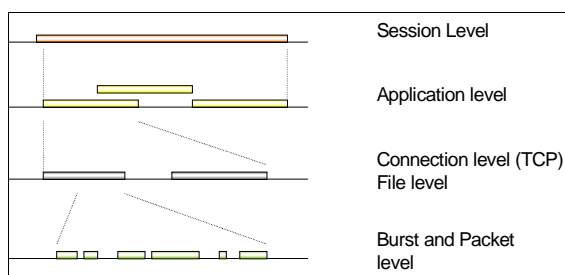 Session Level
Application level
Connection level (TCP)
File level
Burst and Packet
level